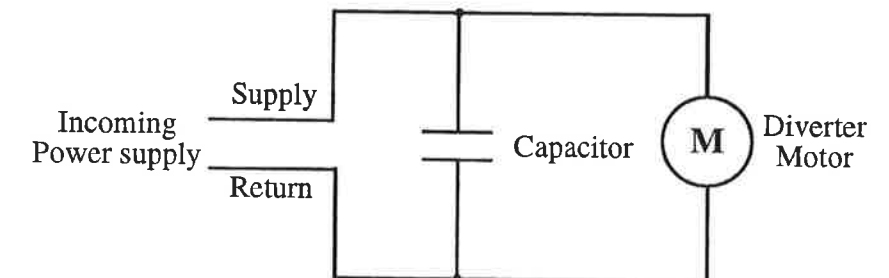 Supply
Incoming
Power supply
Return
Capacitor
M
Diverter
Motor